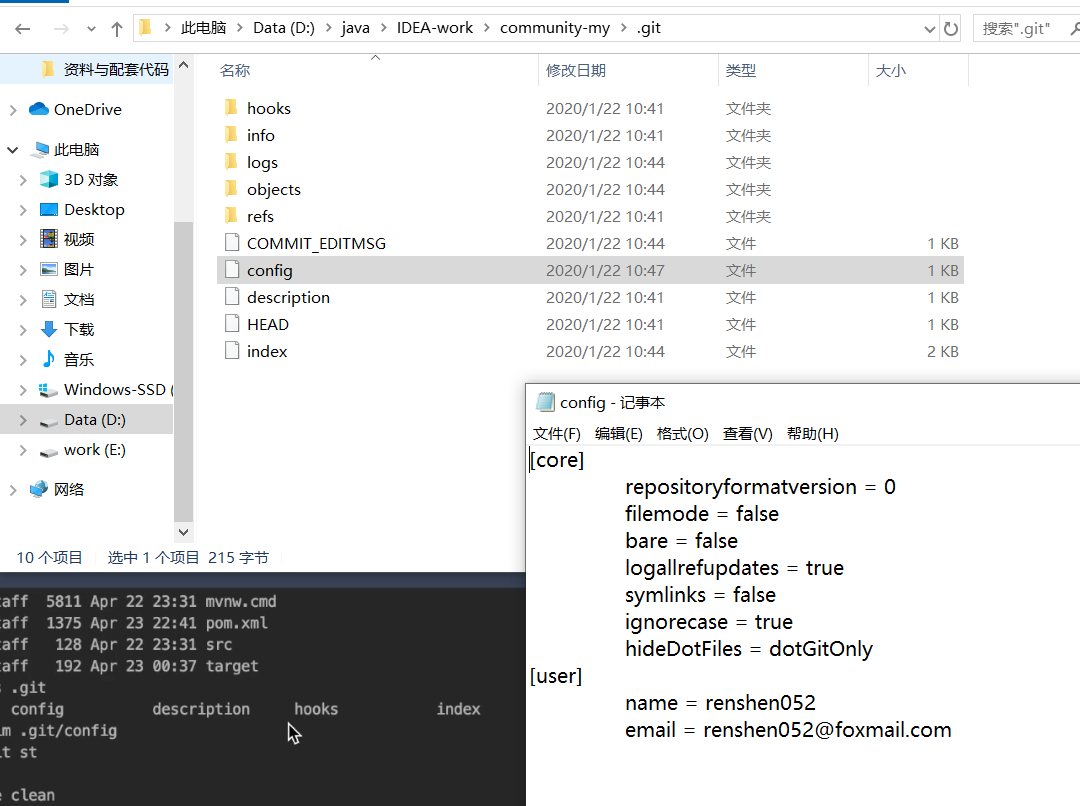 此电脑 > Data (D:) > java > IDEA-work > community-my > .git
搜索".git"
资料与配套代码
OneDrive
此电脑
3D 对象
Desktop
视频
图片
文档
下载
音乐
Windows-SSD (
Data (D:)
work (E:)
网络
名称 修改日期 类型 大小
hooks 2020/1/22 10:41 文件夹
info 2020/1/22 10:41 文件夹
logs 2020/1/22 10:44 文件夹
objects 2020/1/22 10:44 文件夹
refs 2020/1/22 10:41 文件夹
COMMIT_EDITMSG 2020/1/22 10:44 文件 1 KB
config 2020/1/22 10:47 文件 1 KB
description 2020/1/22 10:41 文件 1 KB
HEAD 2020/1/22 10:41 文件 1 KB
index 2020/1/22 10:44 文件 2 KB
10 个项目 选中 1 个项目 215 字节
config - 记事本
文件(F) 编辑(E) 格式(O) 查看(V) 帮助(H)
[core]
repositoryformatversion = 0
filemode = false
bare = false
logallrefupdates = true
symlinks = false
ignorecase = true
hideDotFiles = dotGitOnly
[user]
name = renshen052
email = renshen052@foxmail.com
aff 5811 Apr 22 23:31 mvnw.cmd
aff 1375 Apr 23 22:41 pom.xml
aff 128 Apr 22 23:31 src
aff 192 Apr 23 00:37 target
.git
config description hooks index
m .git/config
t st
clean